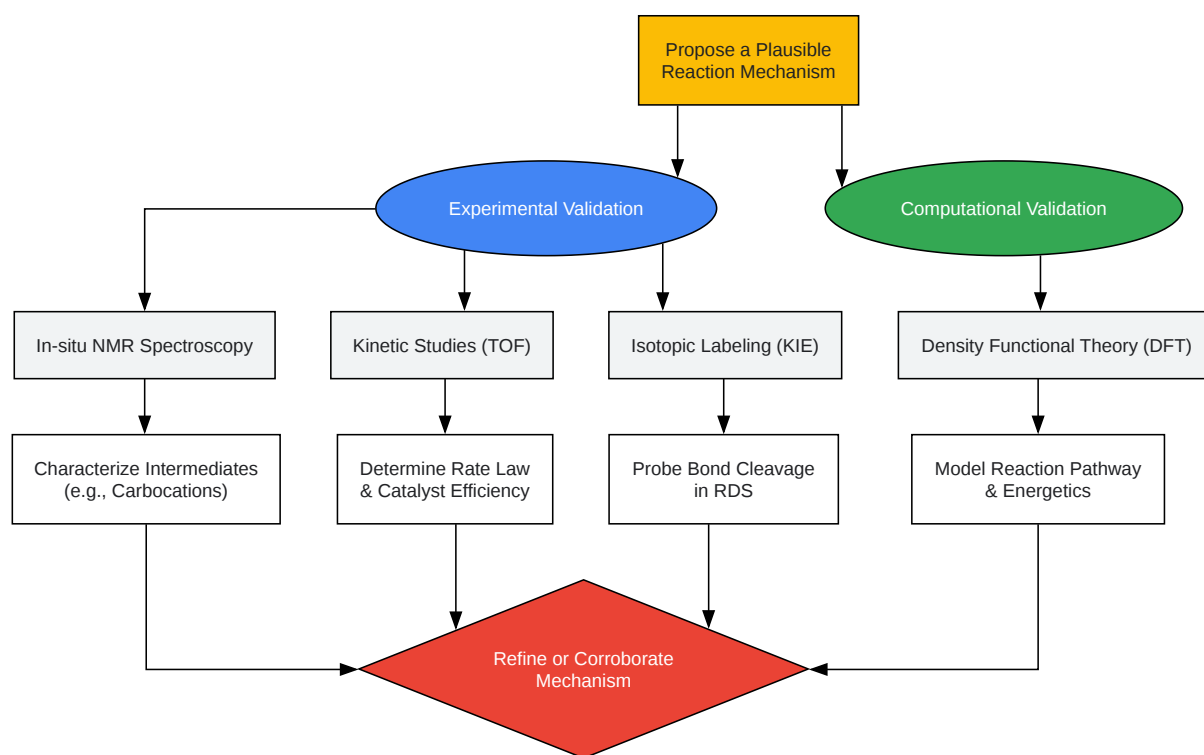 Propose a Plausible
Reaction Mechanism
Experimental Validation
Computational Validation
In-situ NMR Spectroscopy
Kinetic Studies (TOF)
Isotopic Labeling (KIE)
Density Functional Theory (DFT)
Characterize Intermediates
(e.g., Carbocations)
Determine Rate Law
& Catalyst Efficiency
Probe Bond Cleavage
in RDS
Model Reaction Pathway
& Energetics
Refine or Corroborate
Mechanism